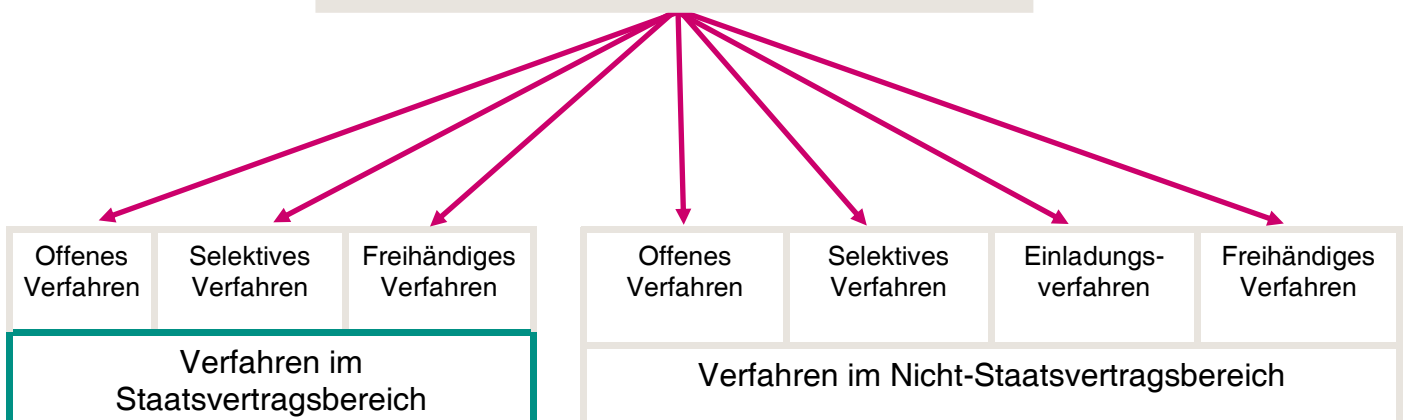 Offenes
Verfahren
Selektives
Verfahren
Freihändiges
Verfahren
Offenes
Verfahren
Selektives
Verfahren
Einladungs-
verfahren
Freihändiges
Verfahren
Verfahren im
Staatsvertragsbereich
Verfahren im Nicht-Staatsvertragsbereich